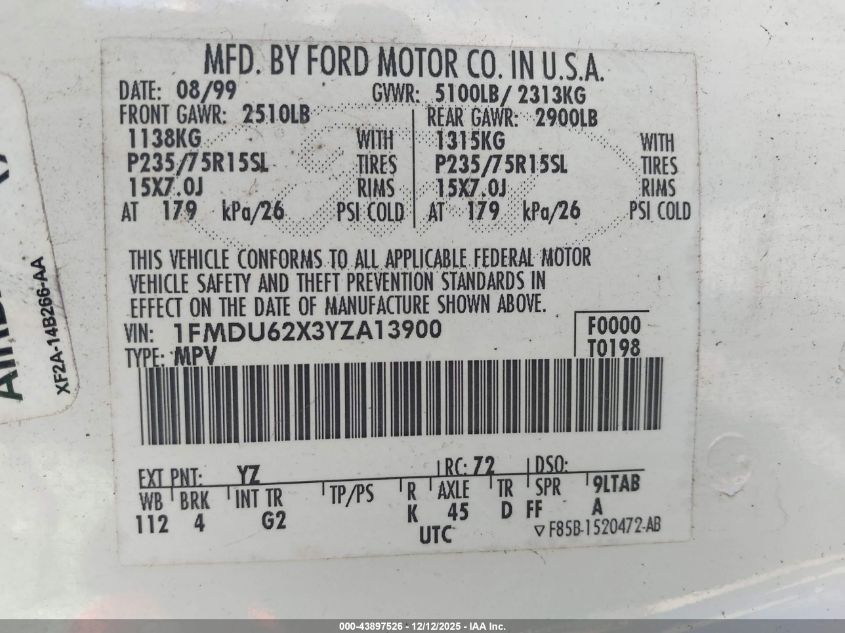 MFD. BY FORD MOTOR CO. IN U.S.A.
DATE: 08/99 GVWR: 5100LB/ 2313KG
FRONT GAWR: 2510LB REAR GAWR: 2900LB
1138KG WITH 1315KG WITH
P235/75R15SL TIRES P235/75R15SL TIRES
15X7.0J RIMS 15X7.0J RIMS
AT 179 kPa/26 PSI COLD AT 179 kPa/26 PSI COLD
THIS VEHICLE CONFORMS TO ALL APPLICABLE FEDERAL MOTOR
VEHICLE SAFETY AND THEFT PREVENTION STANDARDS IN
EFFECT ON THE DATE OF MANUFACTURE SHOWN ABOVE.
VIN: 1FMDU62X3YZA13900 F0000
TYPE: MPV T0198
EXT PNT: YZ RC: 72 DSO:
WB BRK INT TR TP/PS R AXLE TR SPR 9LTAB
112 4 G2 K 45 D FF A
UTC ▽ F85B-1520472-AB
XF2A-14B266-AA
000-43897526 - 12/12/2025 - IAA Inc.